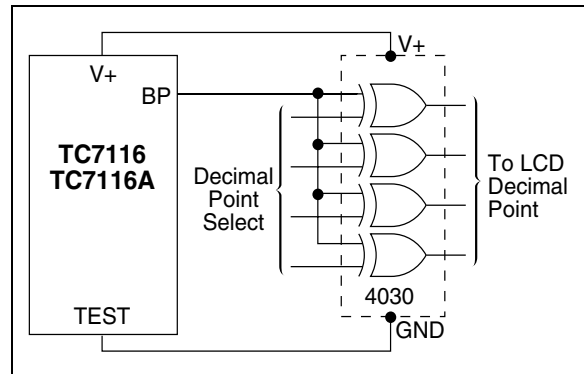 V+
V+
BP
TC7116
TC7116A
Decimal
Point
Select
To LCD
Decimal
Point
4030
TEST
GND